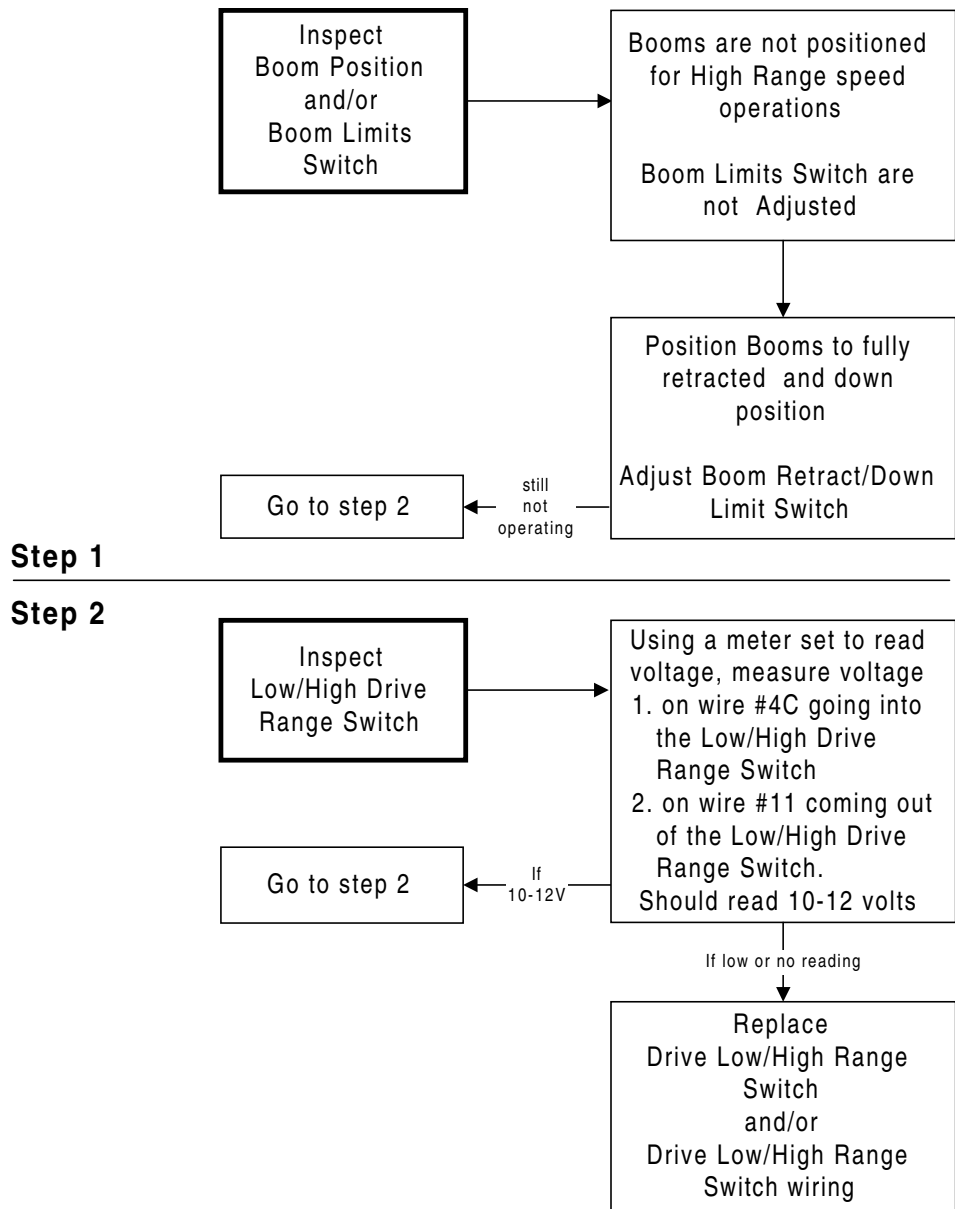 Inspect
Boom Position
and/or
Boom Limits
Switch
Booms are not positioned
for High Range speed
operations
Boom Limits Switch are
not Adjusted
Position Booms to fully
retracted and down
position
Adjust Boom Retract/Down
Limit Switch
still
not
operating
Go to step 2
Step 1
Step 2
Inspect
Low/High Drive
Range Switch
Using a meter set to read
voltage, measure voltage
1. on wire #4C going into
the Low/High Drive
Range Switch
2. on wire #11 coming out
of the Low/High Drive
Range Switch.
Should read 10-12 volts
If
10-12V
Go to step 2
If low or no reading
Replace
Drive Low/High Range
Switch
and/or
Drive Low/High Range
Switch wiring